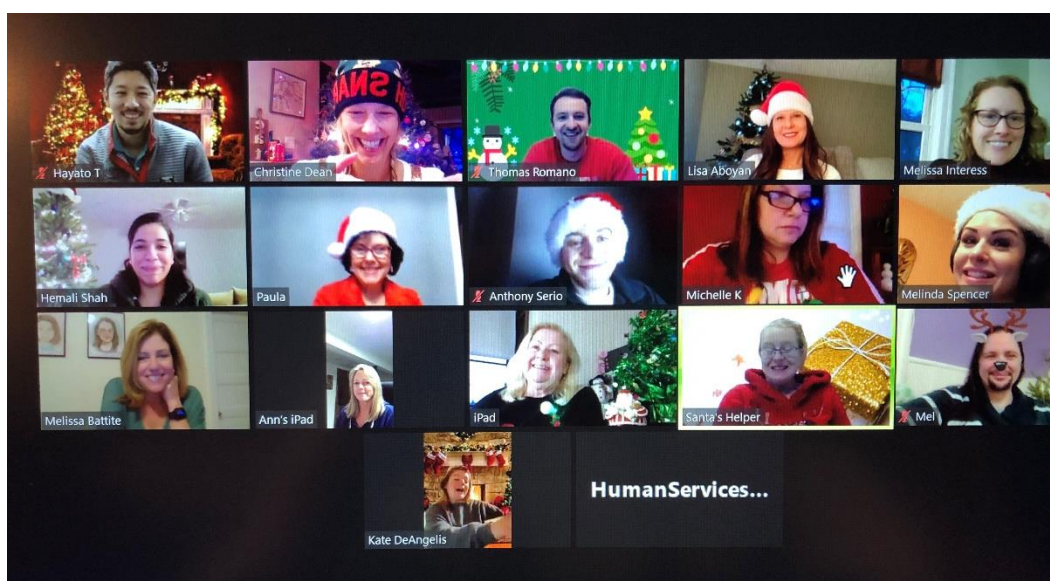 Hayato T
SNAP
Christine Dean
Thomas Romano
Lisa Aboyan
Melissa Interess
Hemali Shah
Paula
Anthony Serio
Michelle K
Melinda Spencer
Melissa Battite
Ann's iPad
iPad
Santa's Helper
Mel
Kate DeAngelis
HumanServices...